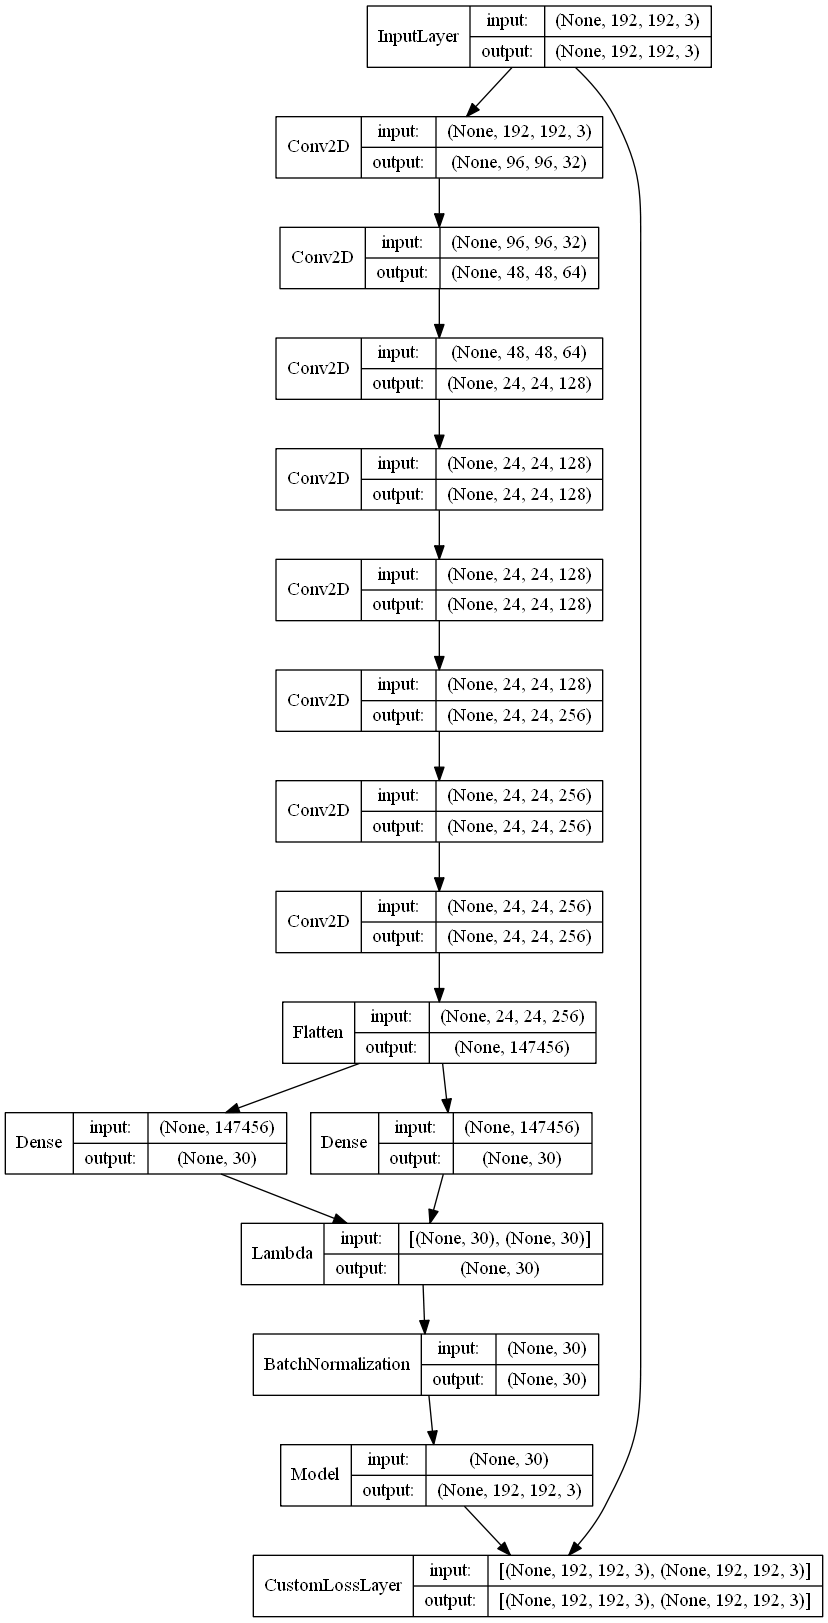 InputLayer
input: (None, 192, 192, 3)
output: (None, 192, 192, 3)
Conv2D
input: (None, 192, 192, 3)
output: (None, 96, 96, 32)
Conv2D
input: (None, 96, 96, 32)
output: (None, 48, 48, 64)
Conv2D
input: (None, 48, 48, 64)
output: (None, 24, 24, 128)
Conv2D
input: (None, 24, 24, 128)
output: (None, 24, 24, 128)
Conv2D
input: (None, 24, 24, 128)
output: (None, 24, 24, 128)
Conv2D
input: (None, 24, 24, 128)
output: (None, 24, 24, 256)
Conv2D
input: (None, 24, 24, 256)
output: (None, 24, 24, 256)
Conv2D
input: (None, 24, 24, 256)
output: (None, 24, 24, 256)
Flatten
input: (None, 24, 24, 256)
output: (None, 147456)
Dense
input: (None, 147456)
output: (None, 30)
Dense
input: (None, 147456)
output: (None, 30)
Lambda
input: [(None, 30), (None, 30)]
output: (None, 30)
BatchNormalization
input: (None, 30)
output: (None, 30)
Model
input: (None, 30)
output: (None, 192, 192, 3)
CustomLossLayer
input: [(None, 192, 192, 3), (None, 192, 192, 3)]
output: [(None, 192, 192, 3), (None, 192, 192, 3)]